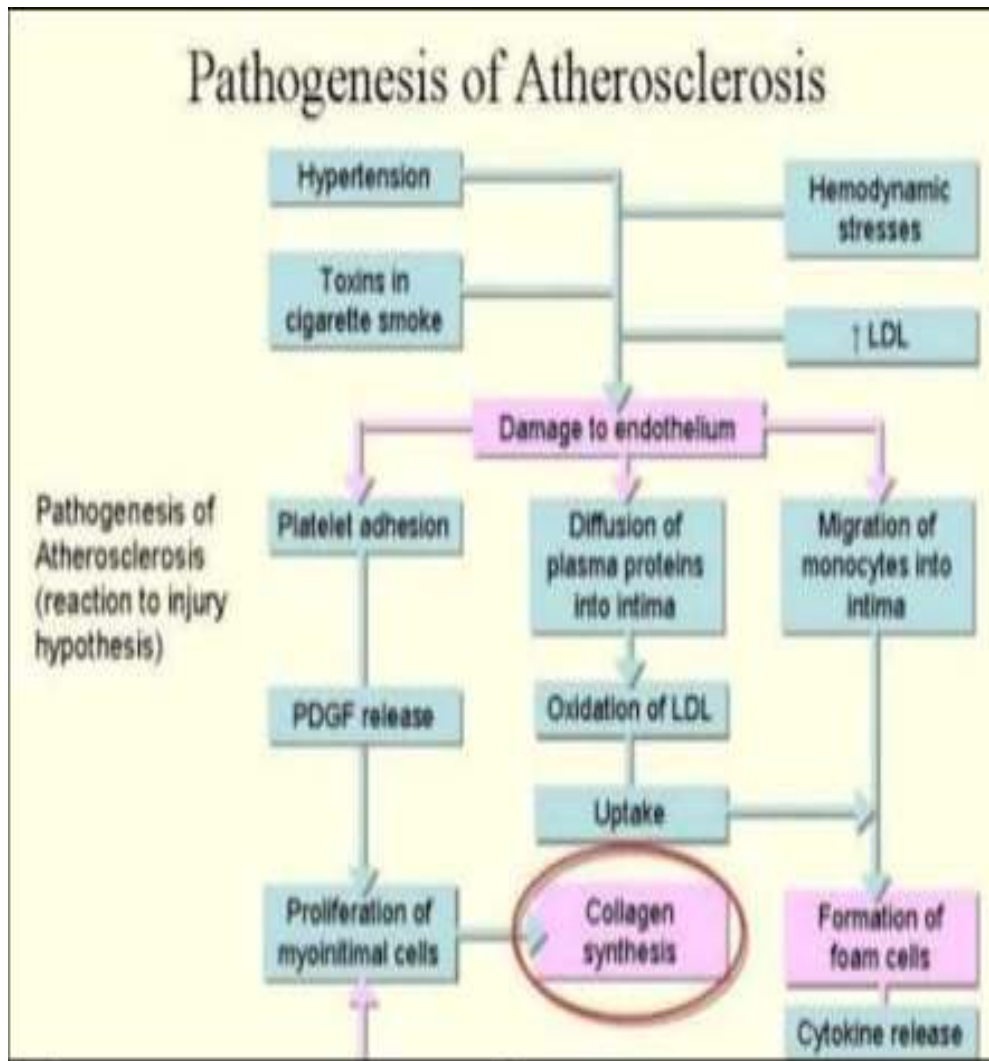 Pathogenesis of Atherosclerosis
Hypertension
Hemodynamic
stresses
Toxins in
cigarette smoke
↑ LDL
Damage to endothelium
Pathogenesis of
Atherosclerosis
(reaction to injury
hypothesis)
Platelet adhesion
Diffusion of
plasma proteins
into intima
Migration of
monocytes into
intima
PDGF release
Oxidation of LDL
Uptake
Proliferation of
myoinitimal cells
Collagen
synthesis
Formation of
foam cells
Cytokine release